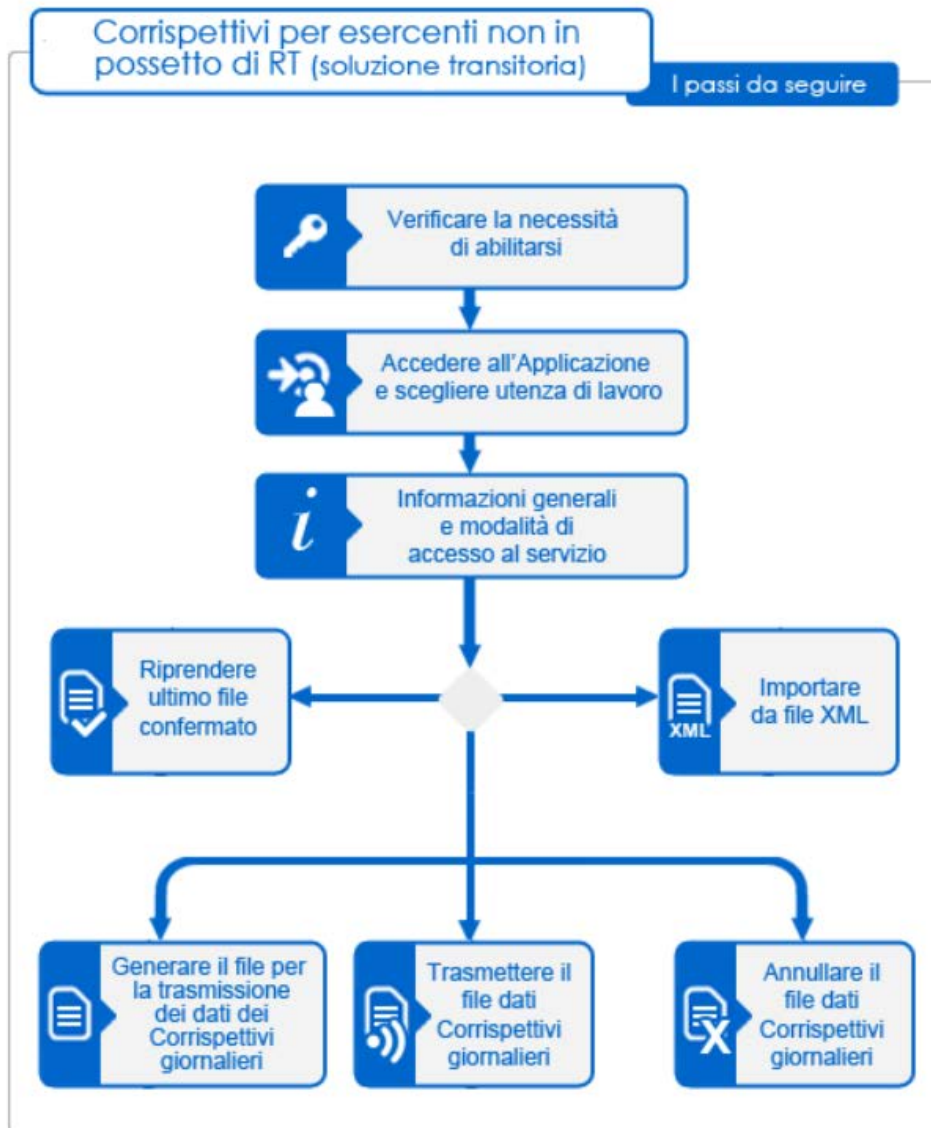 Corrispettivi per esercenti non in
possetto di RT (soluzione transitoria)
I passi da seguire
Verificare la necessità
di abilitarsi
Accedere all'Applicazione
e scegliere utenza di lavoro
i
Informazioni generali
e modalità di
accesso al servizio
Riprendere
ultimo file
confermato
XML
Importare
da file XML
Generare il file per
la trasmissione
dei dati dei
Corrispettivi
giornalieri
Trasmettere il
file dati
Corrispettivi
giornalieri
X
Annullare il
file dati
Corrispettivi
giornalieri